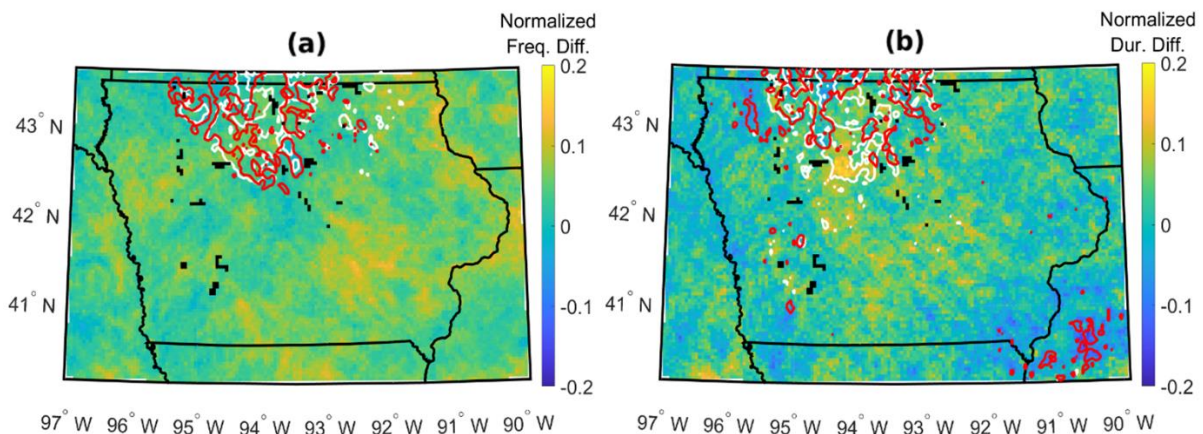 (a)
Normalized
Freq. Diff.
0.2
0.1
0
-0.1
-0.2
43° N
42° N
41° N
97° W 96° W 95° W 94° W 93° W 92° W 91° W 90° W
(b)
Normalized
Dur. Diff.
0.2
0.1
0
-0.1
-0.2
43° N
42° N
41° N
97° W 96° W 95° W 94° W 93° W 92° W 91° W 90° W